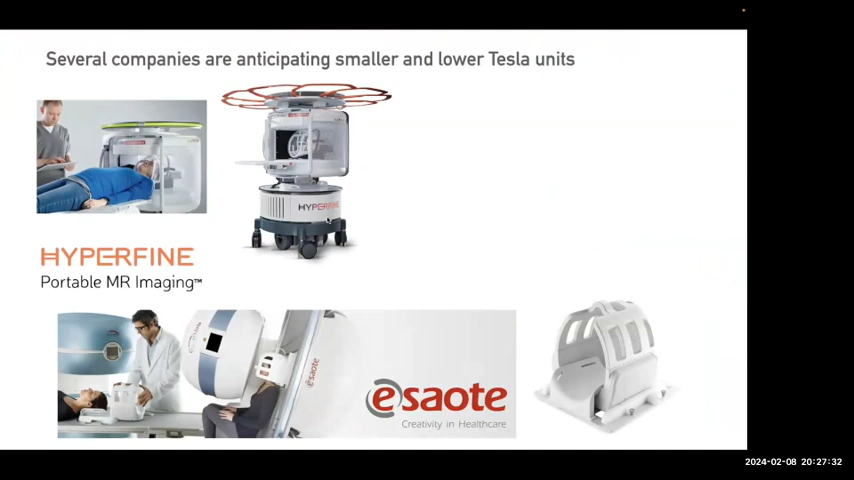 Several companies are anticipating smaller and lower Tesla units
HYPERFINE
HYPERFINE
Portable MR Imaging™
esaote
esaote
Creativity in Healthcare
2024-02-08 20:27:32